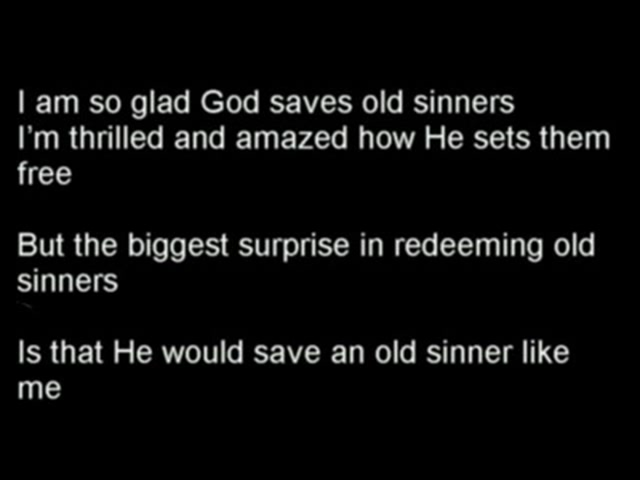 I am so glad God saves old sinners
I'm thrilled and amazed how He sets them
free
But the biggest surprise in redeeming old
sinners
Is that He would save an old sinner like
me